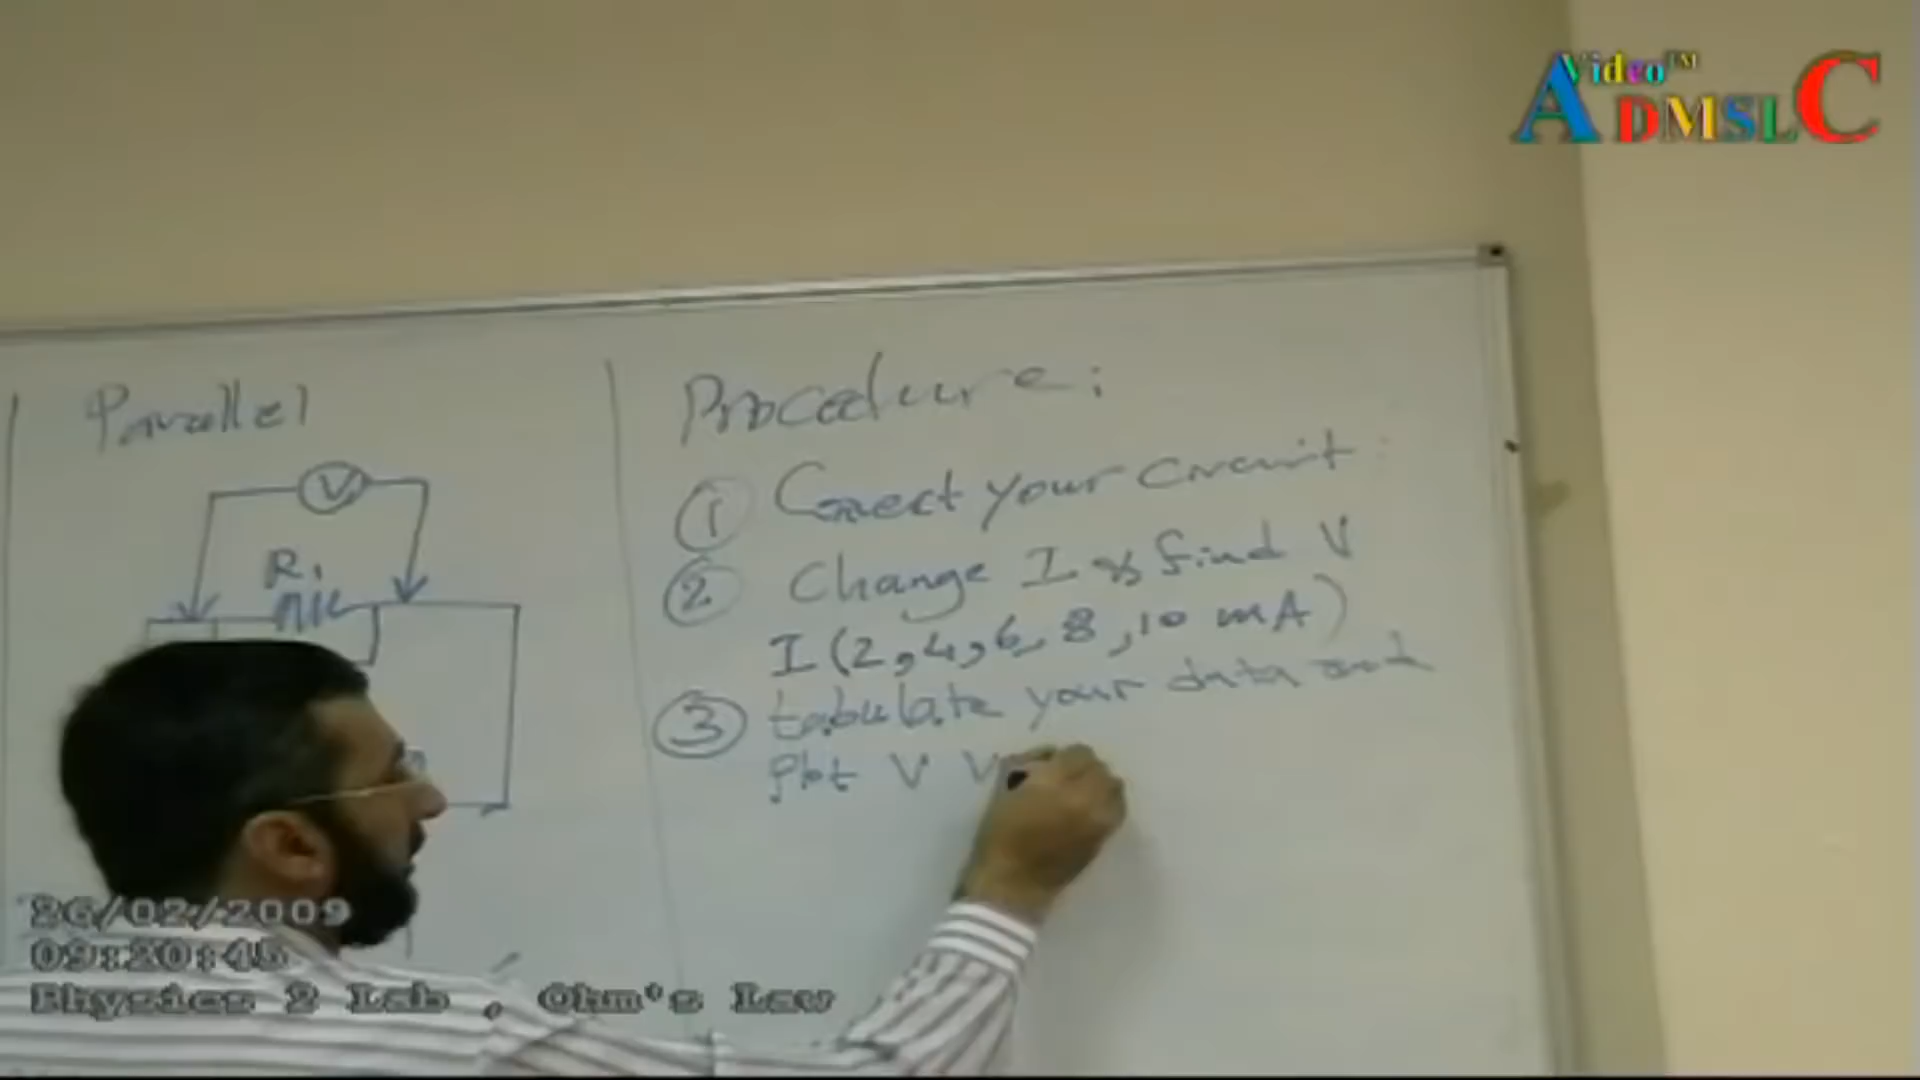 Video™
ADMSLC
Parallel
V
R₁
Procedure:
① Connect your circuit:
② Change I & find V
I (2,4,6,8,10 mA)
③ tabulate your data and
Plot V V
26/02/2009
09:20:45
Physics 2 Lab , Ohm's Law